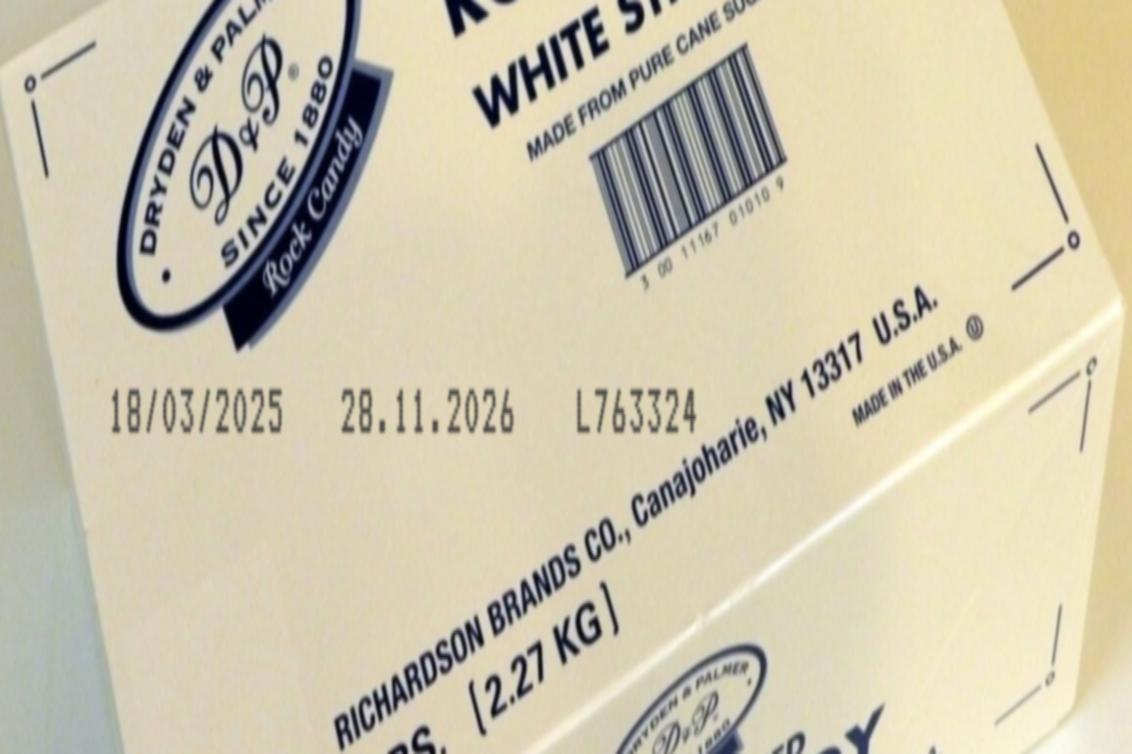 DRYDEN & PALMER
D&P®
SINCE 1880
Rock Candy
WHITE
MADE FROM PURE CANE
3 00 11167 01010 9
18/03/2025 28.11.2026 L763324
RICHARDSON BRANDS CO., Canajoharie, NY 13317 U.S.A.
MADE IN THE U.S.A. Ⓤ
[2.27 KG]
DRYDEN & PALMER
D&P
1880